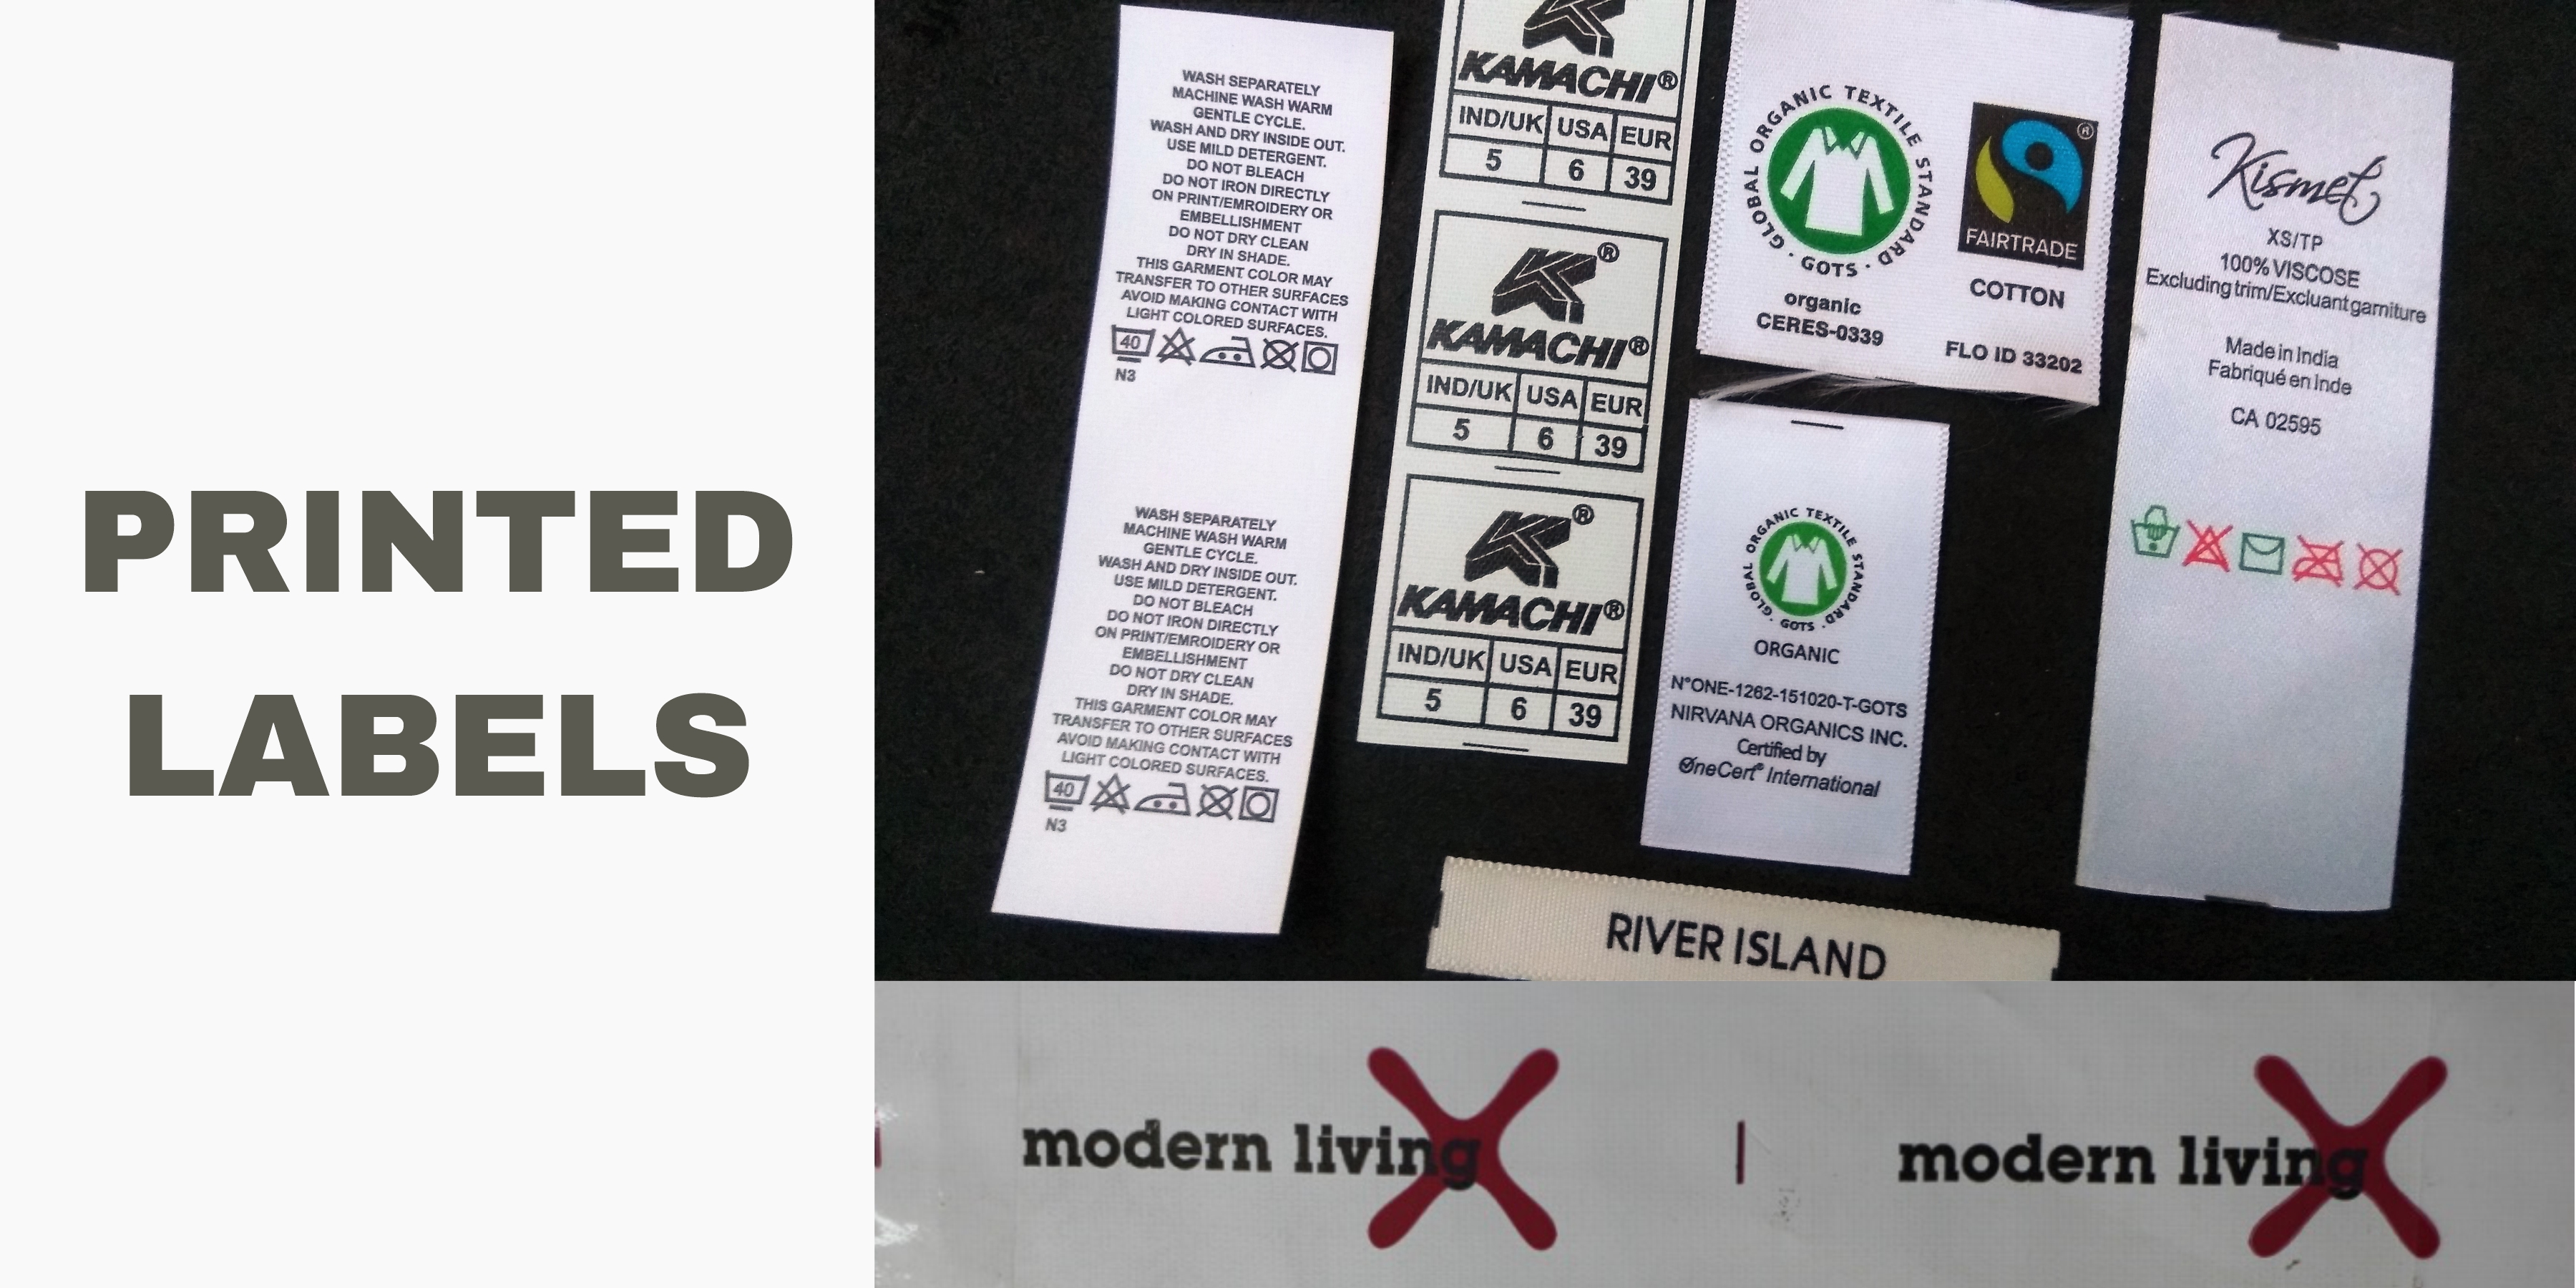 PRINTED
LABELS
WASH SEPARATELY
MACHINE WASH WARM
GENTLE CYCLE.
WASH AND DRY INSIDE OUT.
USE MILD DETERGENT.
DO NOT BLEACH
DO NOT IRON DIRECTLY
ON PRINT/EMROIDERY OR
EMBELLISHMENT
DO NOT DRY CLEAN
DRY IN SHADE.
THIS GARMENT COLOR MAY
TRANSFER TO OTHER SURFACES
AVOID MAKING CONTACT WITH
LIGHT COLORED SURFACES.
40
N3
WASH SEPARATELY
MACHINE WASH WARM
GENTLE CYCLE.
WASH AND DRY INSIDE OUT.
USE MILD DETERGENT.
DO NOT BLEACH
DO NOT IRON DIRECTLY
ON PRINT/EMROIDERY OR
EMBELLISHMENT
DO NOT DRY CLEAN
DRY IN SHADE.
THIS GARMENT COLOR MAY
TRANSFER TO OTHER SURFACES
AVOID MAKING CONTACT WITH
LIGHT COLORED SURFACES.
40
N3
KAMACHI®
IND/UK USA EUR
5 6 39
®
KAMACHI®
IND/UK USA EUR
5 6 39
®
KAMACHI®
IND/UK USA EUR
5 6 39
GLOBAL ORGANIC TEXTILE STANDARD · GOTS ·
organic
CERES-0339
®
FAIRTRADE
COTTON
FLO ID 33202
GLOBAL ORGANIC TEXTILE STANDARD · GOTS ·
ORGANIC
N°ONE-1262-151020-T-GOTS
NIRVANA ORGANICS INC.
Certified by
OneCert® International
Kismet
XS/TP
100% VISCOSE
Excluding trim/Excluant garniture
Made in India
Fabriqué en Inde
CA 02595
RIVER ISLAND
modern living
modern living